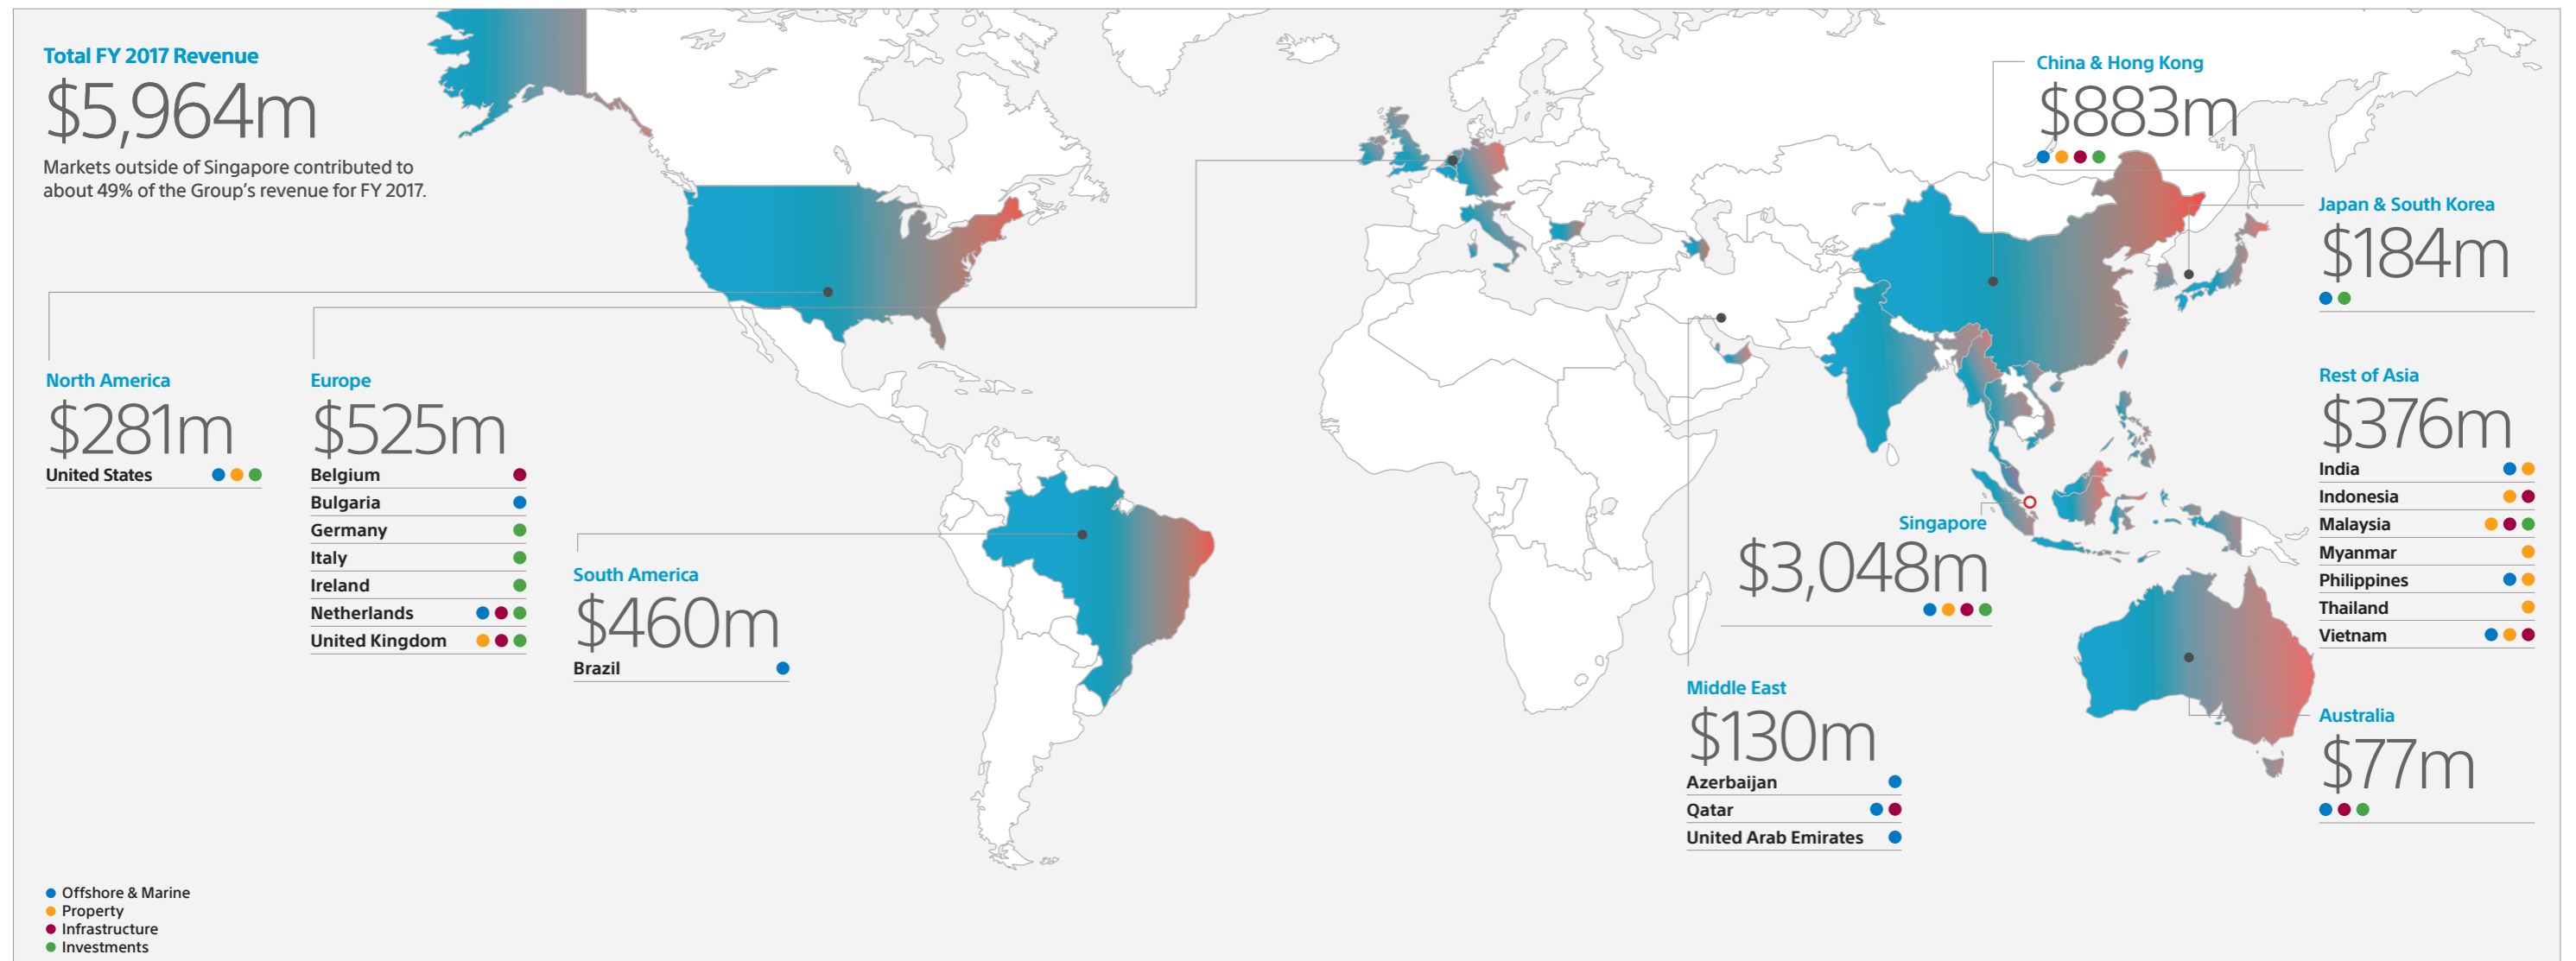 Total FY 2017 Revenue
$5,964m
Markets outside of Singapore contributed to
about 49% of the Group's revenue for FY 2017.
North America
$281m
United States
Europe
$525m
Belgium
Bulgaria
Germany
Italy
Ireland
Netherlands
United Kingdom
South America
$460m
Brazil
China & Hong Kong
$883m
Japan & South Korea
$184m
Rest of Asia
$376m
India
Indonesia
Malaysia
Myanmar
Philippines
Thailand
Vietnam
Singapore
$3,048m
Middle East
$130m
Azerbaijan
Qatar
United Arab Emirates
Australia
$77m
Offshore & Marine
Property
Infrastructure
Investments